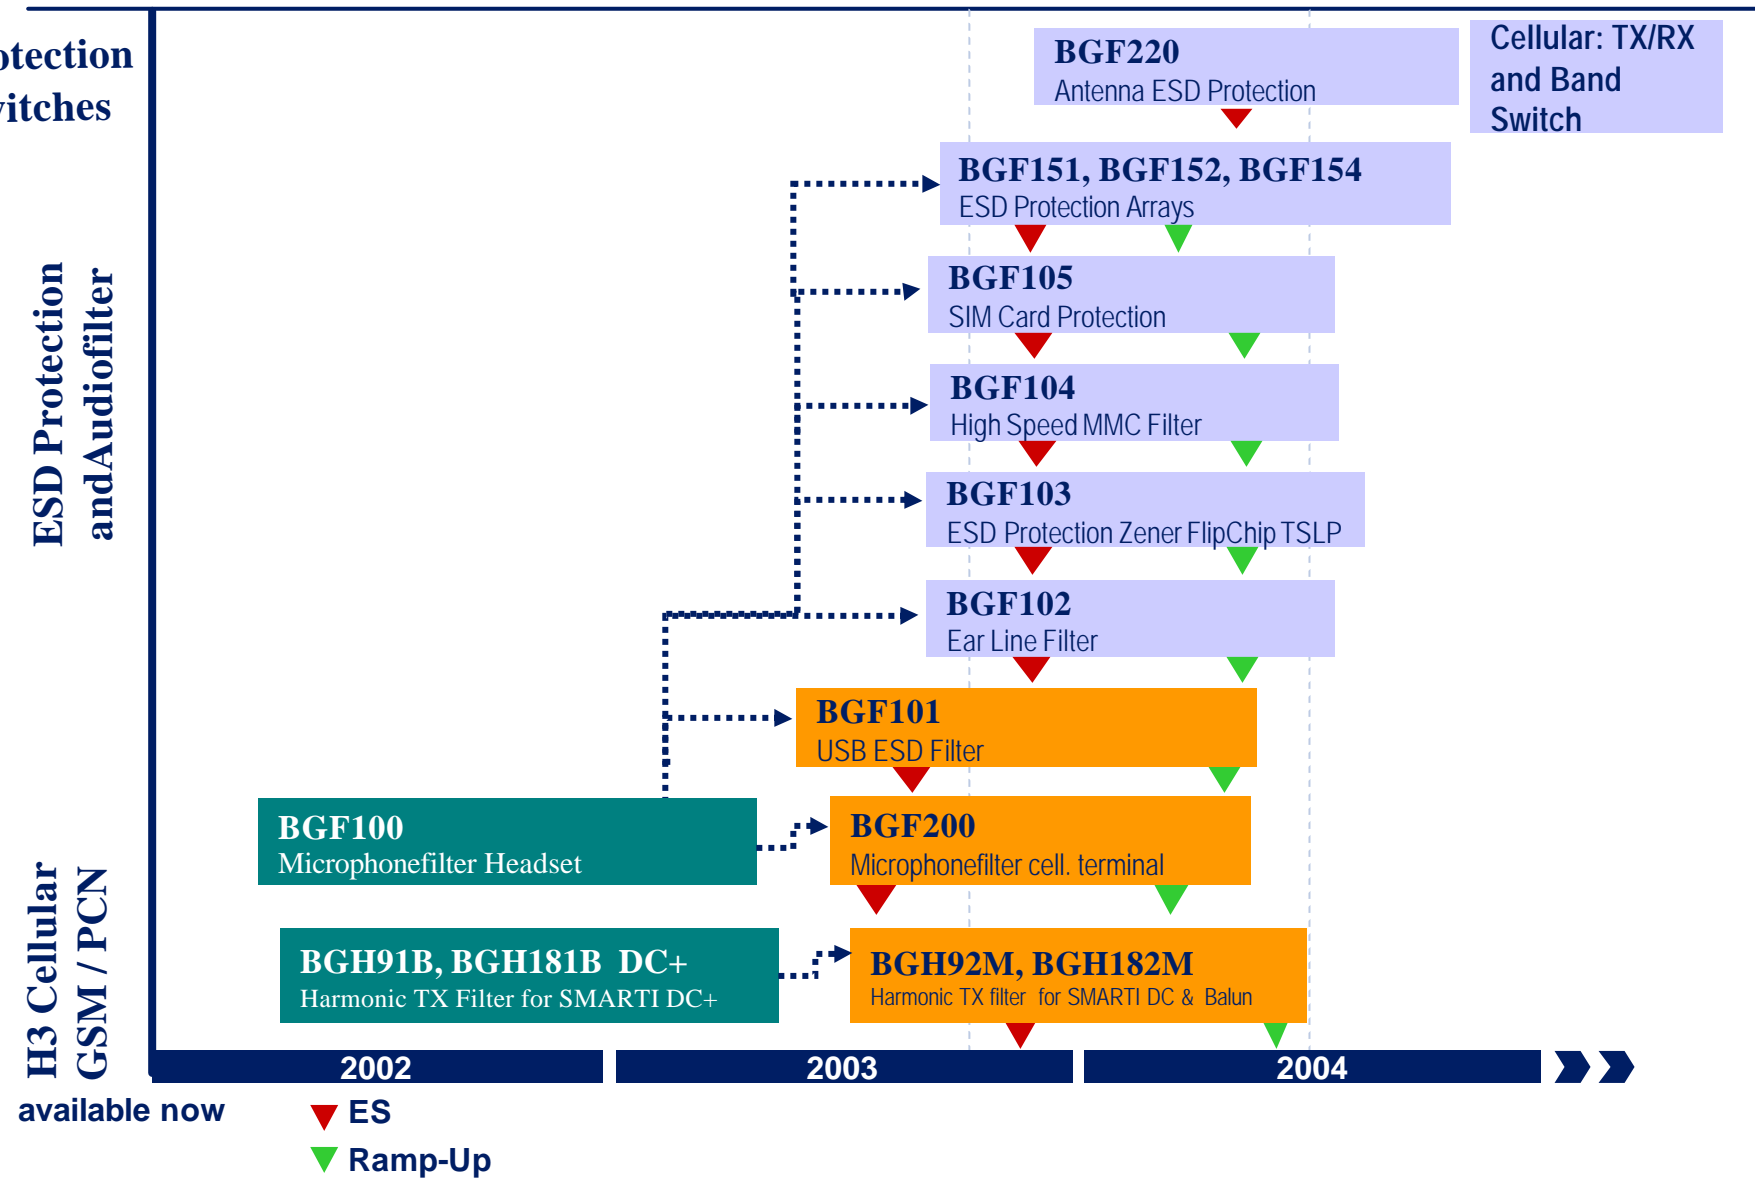 otection
vitches
BGF220
Antenna ESD Protection
Cellular: TX/RX
and Band
Switch
BGF151, BGF152, BGF154
ESD Protection Arrays
BGF105
SIM Card Protection
BGF104
High Speed MMC Filter
BGF103
ESD Protection Zener FlipChip TSLP
BGF102
Ear Line Filter
ESD Protection
andAudiofilter
BGF101
USB ESD Filter
BGF100
Microphonefilter Headset
BGF200
Microphonefilter cell. terminal
H3 Cellular
GSM / PCN
BGH91B, BGH181B DC+
Harmonic TX Filter for SMARTI DC+
BGH92M, BGH182M
Harmonic TX filter for SMARTI DC & Balun
2002
2003
2004
available now
ES
Ramp-Up